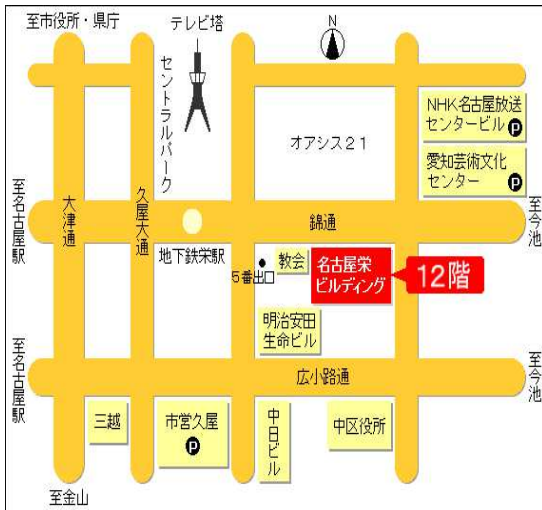 至市役所・県庁
テレビ塔
N
セントラルパーク
オアシス21
NHK名古屋放送
センタービル P
愛知芸術文化
センター P
至名古屋駅
大津通
久屋大通
錦通
至今池
地下鉄栄駅
5番出口
教会
名古屋栄
ビルディング
12階
明治安田
生命ビル
至名古屋駅
広小路通
至今池
三越
市営久屋
P
中日ビル
中区役所
至金山